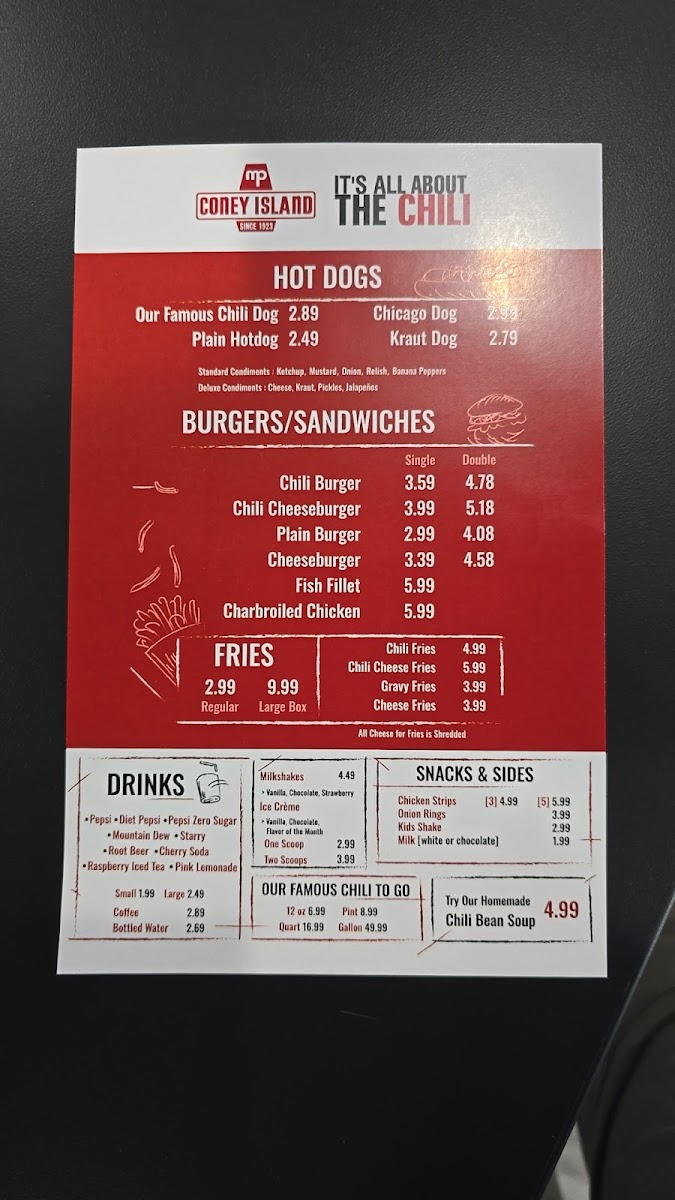 mp
CONEY ISLAND
SINCE 1923
IT'S ALL ABOUT
THE CHILI
HOT DOGS
Our Famous Chili Dog 2.89 Chicago Dog 2.99
Plain Hotdog 2.49 Kraut Dog 2.79
Standard Condiments : Ketchup, Mustard, Onion, Relish, Banana Peppers
Deluxe Condiments : Cheese, Kraut, Pickles, Jalapeños
BURGERS/SANDWICHES
Single Double
Chili Burger 3.59 4.78
Chili Cheeseburger 3.99 5.18
Plain Burger 2.99 4.08
Cheeseburger 3.39 4.58
Fish Fillet 5.99
Charbroiled Chicken 5.99
FRIES
2.99 9.99
Regular Large Box
Chili Fries 4.99
Chili Cheese Fries 5.99
Gravy Fries 3.99
Cheese Fries 3.99
All Cheese for Fries is Shredded
DRINKS
•Pepsi •Diet Pepsi •Pepsi Zero Sugar
•Mountain Dew •Starry
•Root Beer •Cherry Soda
•Raspberry Iced Tea •Pink Lemonade
Small 1.99 Large 2.49
Coffee 2.89
Bottled Water 2.69
Milkshakes 4.49
> Vanilla, Chocolate, Strawberry
Ice Crème
> Vanilla, Chocolate,
Flavor of the Month
One Scoop 2.99
Two Scoops 3.99
SNACKS & SIDES
Chicken Strips [3] 4.99 [5] 5.99
Onion Rings 3.99
Kids Shake 2.99
Milk [white or chocolate] 1.99
OUR FAMOUS CHILI TO GO
12 oz 6.99 Pint 8.99
Quart 16.99 Gallon 49.99
Try Our Homemade
Chili Bean Soup 4.99